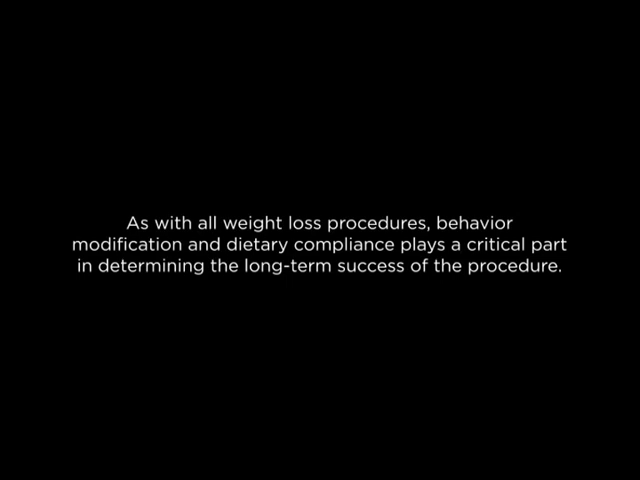 As with all weight loss procedures, behavior
modification and dietary compliance plays a critical part
in determining the long-term success of the procedure.